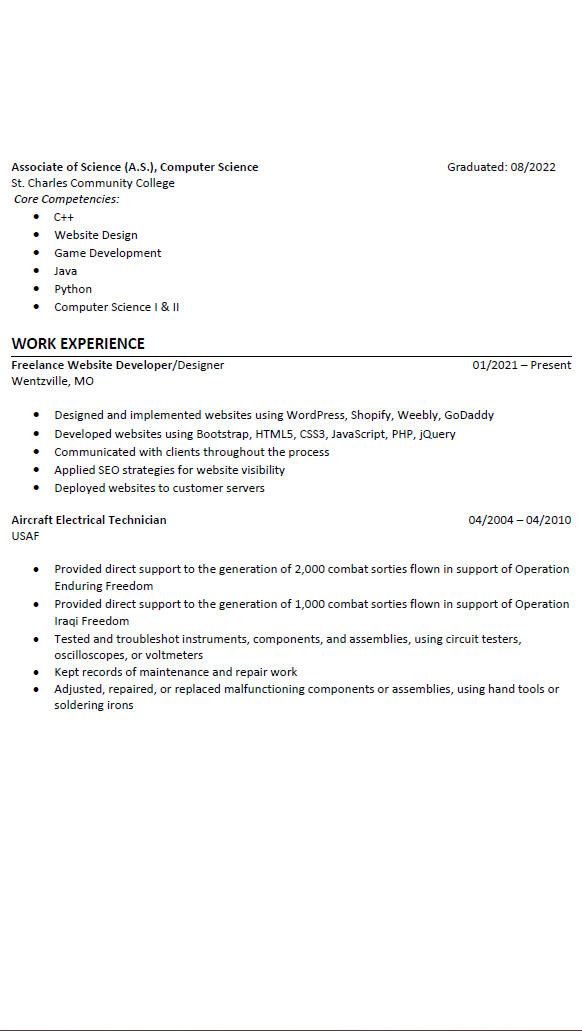 Associate of Science (A.S.), Computer Science Graduated: 08/2022
St. Charles Community College
Core Competencies:
• C++
• Website Design
• Game Development
• Java
• Python
• Computer Science I & II
WORK EXPERIENCE
Freelance Website Developer/Designer 01/2021 – Present
Wentzville, MO
• Designed and implemented websites using WordPress, Shopify, Weebly, GoDaddy
• Developed websites using Bootstrap, HTML5, CSS3, JavaScript, PHP, jQuery
• Communicated with clients throughout the process
• Applied SEO strategies for website visibility
• Deployed websites to customer servers
Aircraft Electrical Technician 04/2004 – 04/2010
USAF
• Provided direct support to the generation of 2,000 combat sorties flown in support of Operation
Enduring Freedom
• Provided direct support to the generation of 1,000 combat sorties flown in support of Operation
Iraqi Freedom
• Tested and troubleshot instruments, components, and assemblies, using circuit testers,
oscilloscopes, or voltmeters
• Kept records of maintenance and repair work
• Adjusted, repaired, or replaced malfunctioning components or assemblies, using hand tools or
soldering irons